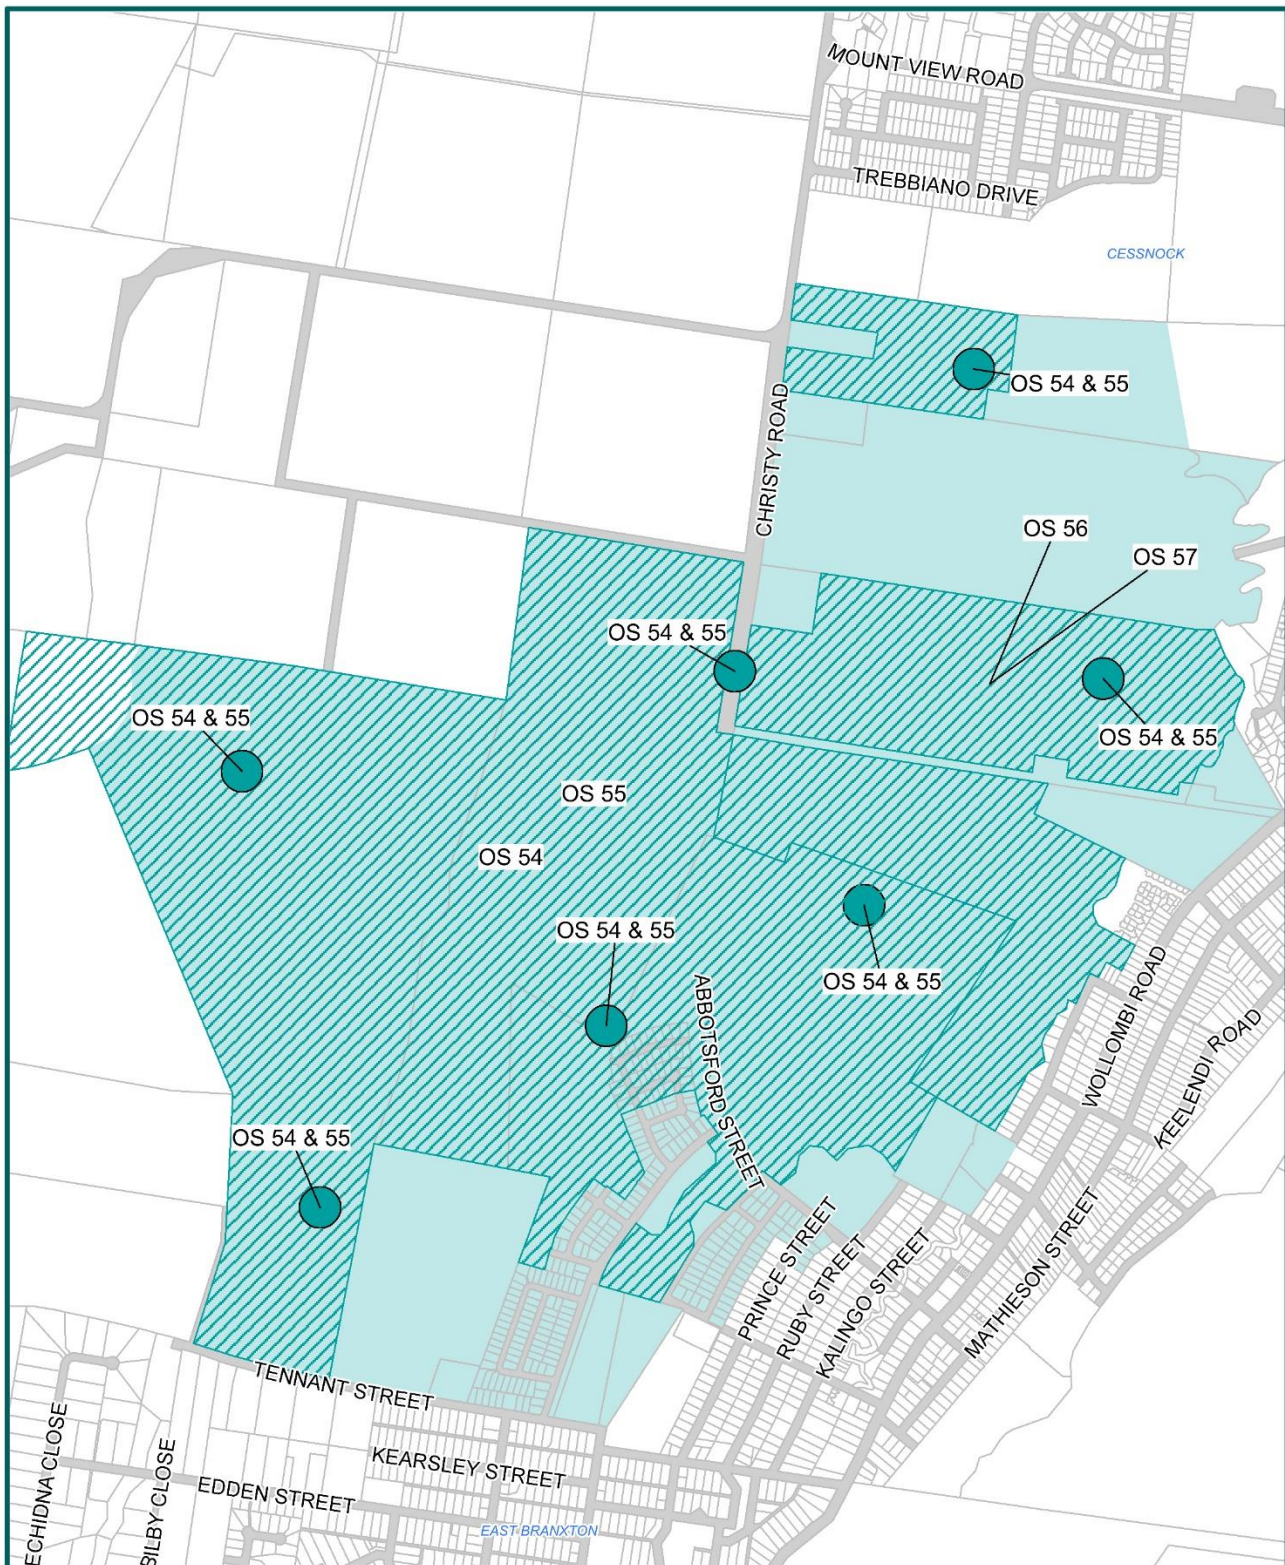 MOUNT VIEW ROAD
TREBBIANO DRIVE
CESSNOCK
OS 54 & 55
CHRISTY ROAD
OS 56
OS 57
OS 54 & 55
OS 54 & 55
OS 54 & 55
OS 55
OS 54
OS 54 & 55
OS 54 & 55
ABBOTSFORD STREET
WOLLOMBI ROAD
KEELENDI ROAD
OS 54 & 55
PRINCE STREET
RUBY STREET
KALINGO STREET
MATHIESON STREET
TENNANT STREET
ECHIDNA CLOSE
BILBY CLOSE
KEARSLEY STREET
EDDEN STREET
EAST BRANXTON